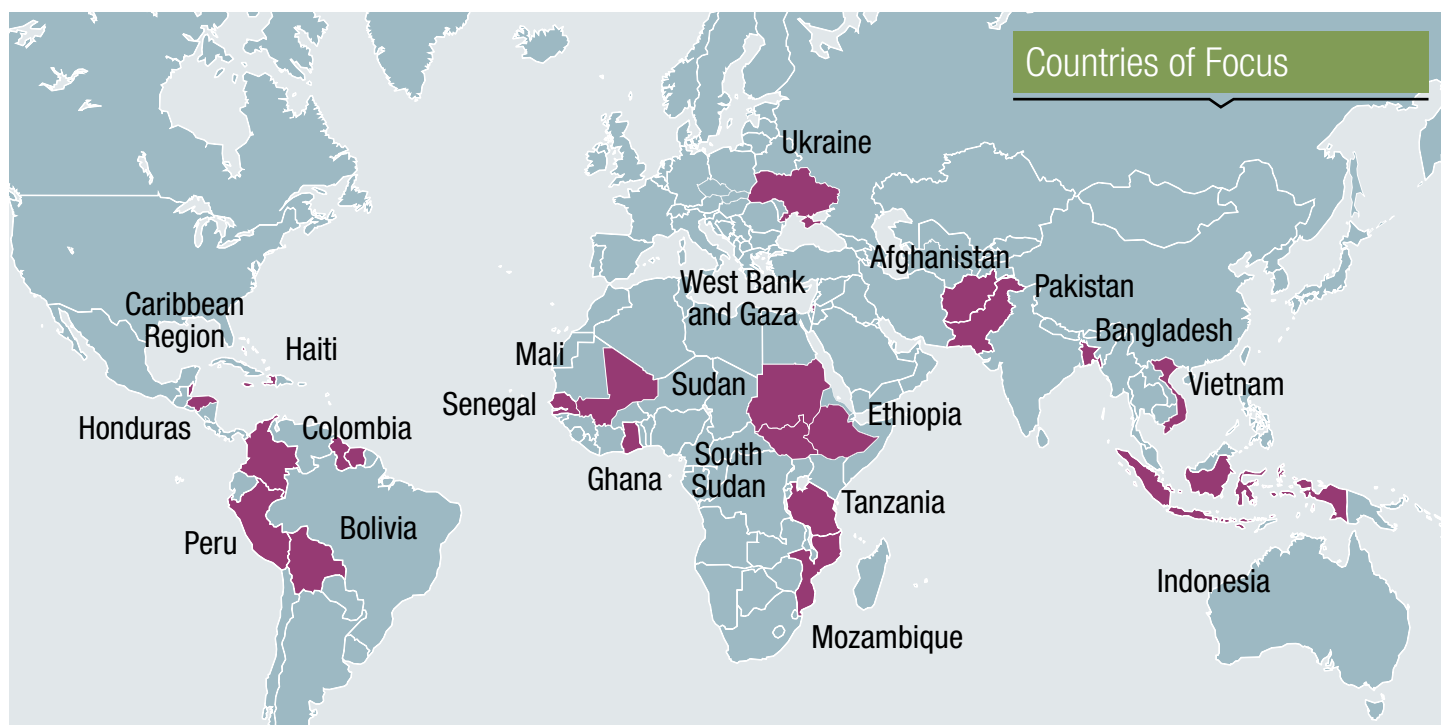 Countries of Focus
Ukraine
Afghanistan
West Bank
and Gaza
Pakistan
Caribbean
Region
Bangladesh
Haiti
Mali
Sudan
Vietnam
Senegal
Ethiopia
Honduras
Colombia
South
Sudan
Ghana
Tanzania
Bolivia
Peru
Indonesia
Mozambique